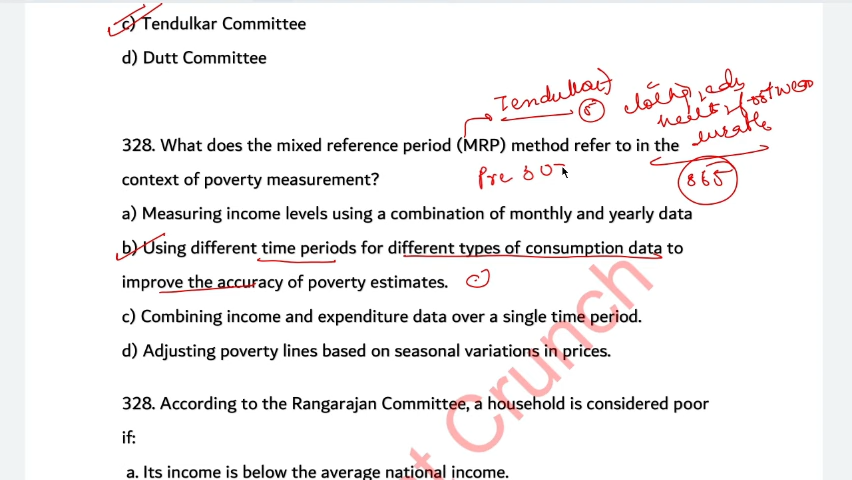 c) Tendulkar Committee
d) Dutt Committee
Tendulkar
5
durable
328. What does the mixed reference period (MRP) method refer to in the
context of poverty measurement?
Pre
365
a) Measuring income levels using a combination of monthly and yearly data
b) Using different time periods for different types of consumption data to
improve the accuracy of poverty estimates.
c) Combining income and expenditure data over a single time period.
d) Adjusting poverty lines based on seasonal variations in prices.
328. According to the Rangarajan Committee, a household is considered poor
if:
a. Its income is below the average national income.
Crunch